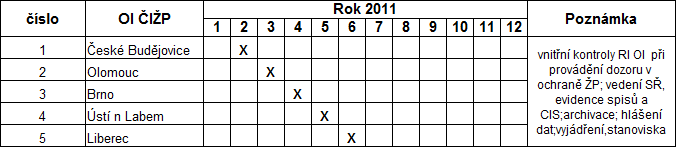 číslo OI ČIŽP Rok 2011 Poznámka
1 2 3 4 5 6 7 8 9 10 11 12
1 České Budějovice X
2 Olomouc X
3 Brno X
4 Ústí n Labem X
5 Liberec X
vnitřní kontroly RI OI při
provádění dozoru v
ochraně ŽP; vedení SŘ,
evidence spisů a
CIS;archivace; hlášení
dat;vyjádření,stanoviska